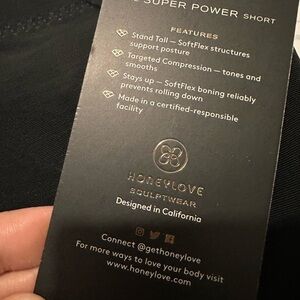 SUPER POWER SHORT
FEATURES
Stand Tall — SoftFlex structures
support posture
Targeted Compression — tones and
smooths
Stays up — SoftFlex boning reliably
prevents rolling down
Made in a certified-responsible
facility
HONEYLOVE
SCULPTWEAR
Designed in California
Connect @gethoneylove
For more ways to love your body visit
www.honeylove.com